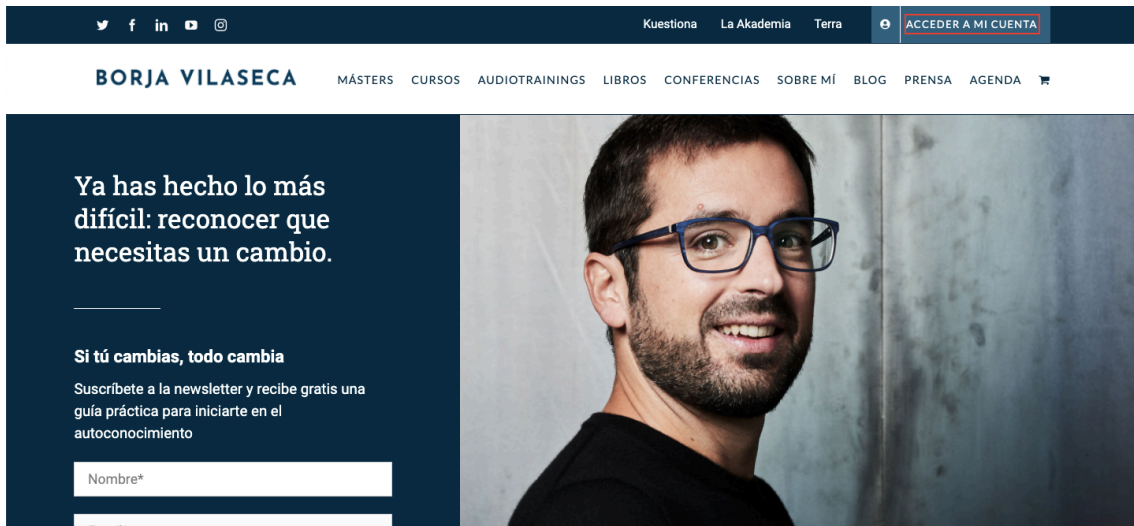 Kuestiona La Akademia Terra ACCEDER A MI CUENTA
BORJA VILASECA MÁSTERS CURSOS AUDIOTRAININGS LIBROS CONFERENCIAS SOBRE MÍ BLOG PRENSA AGENDA
Ya has hecho lo más
difícil: reconocer que
necesitas un cambio.
Si tú cambias, todo cambia
Suscríbete a la newsletter y recibe gratis una
guía práctica para iniciarte en el
autoconocimiento
Nombre*